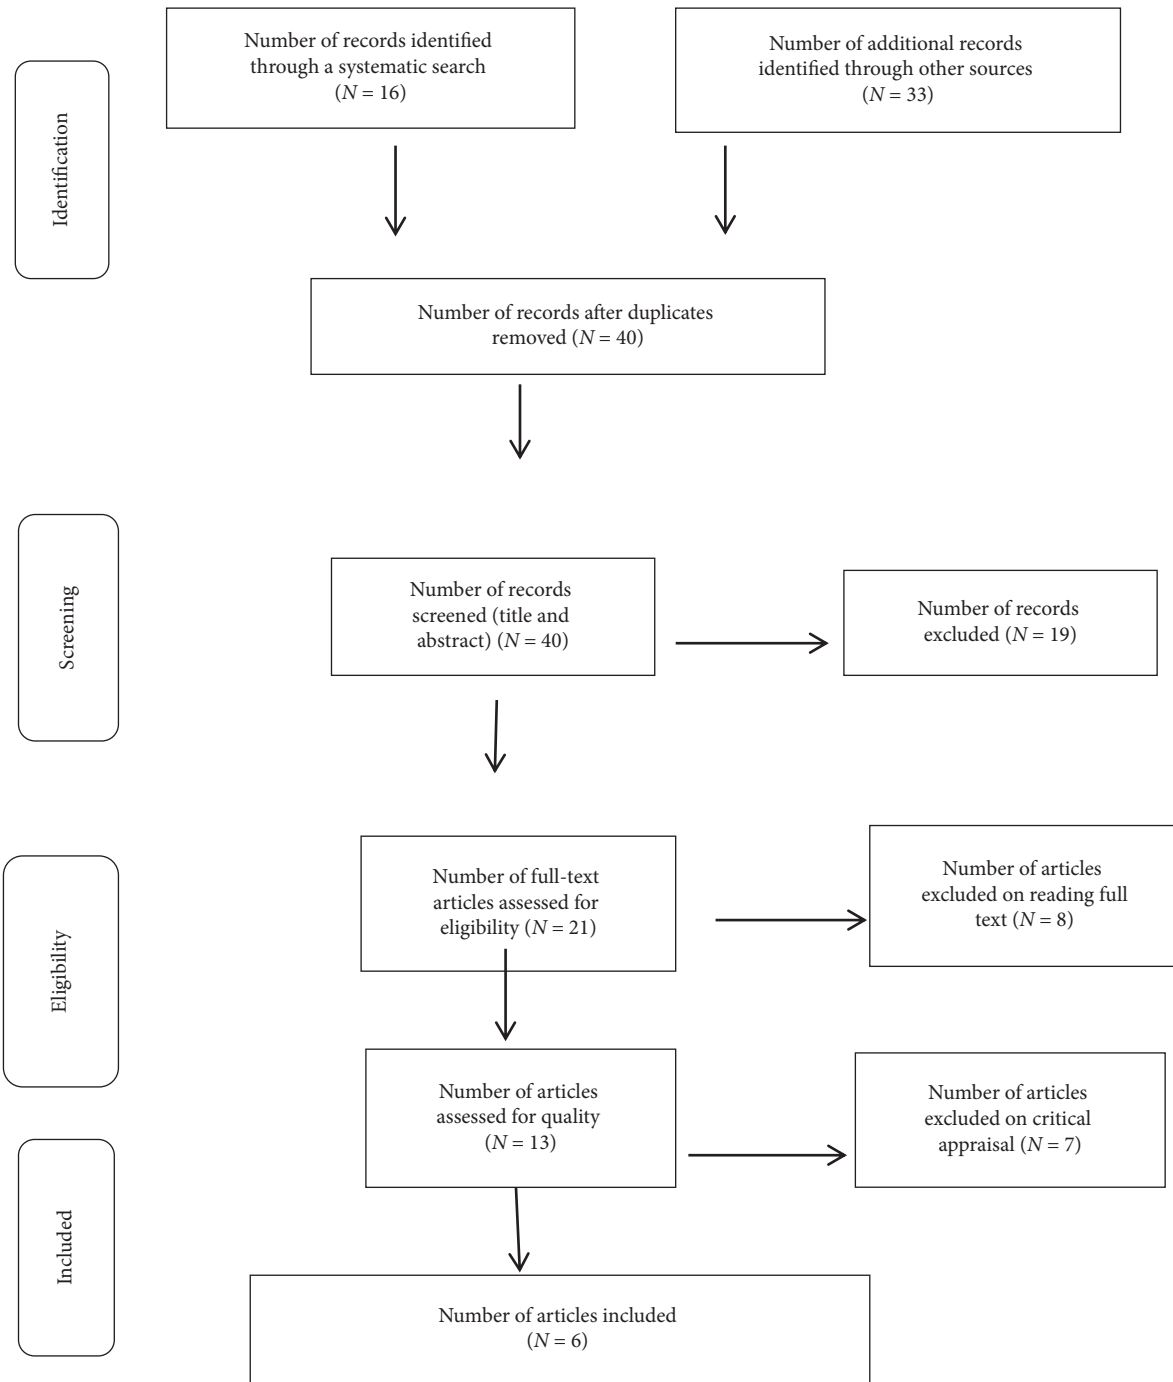 Number of records identified
through a systematic search
(N = 16)
Number of additional records
identified through other sources
(N = 33)
Identification
Number of records after duplicates
removed (N = 40)
Screening
Number of records
screened (title and
abstract) (N = 40)
Number of records
excluded (N = 19)
Eligibility
Number of full-text
articles assessed for
eligibility (N = 21)
Number of articles
excluded on reading full
text (N = 8)
Number of articles
assessed for quality
(N = 13)
Number of articles
excluded on critical
appraisal (N = 7)
Included
Number of articles included
(N = 6)